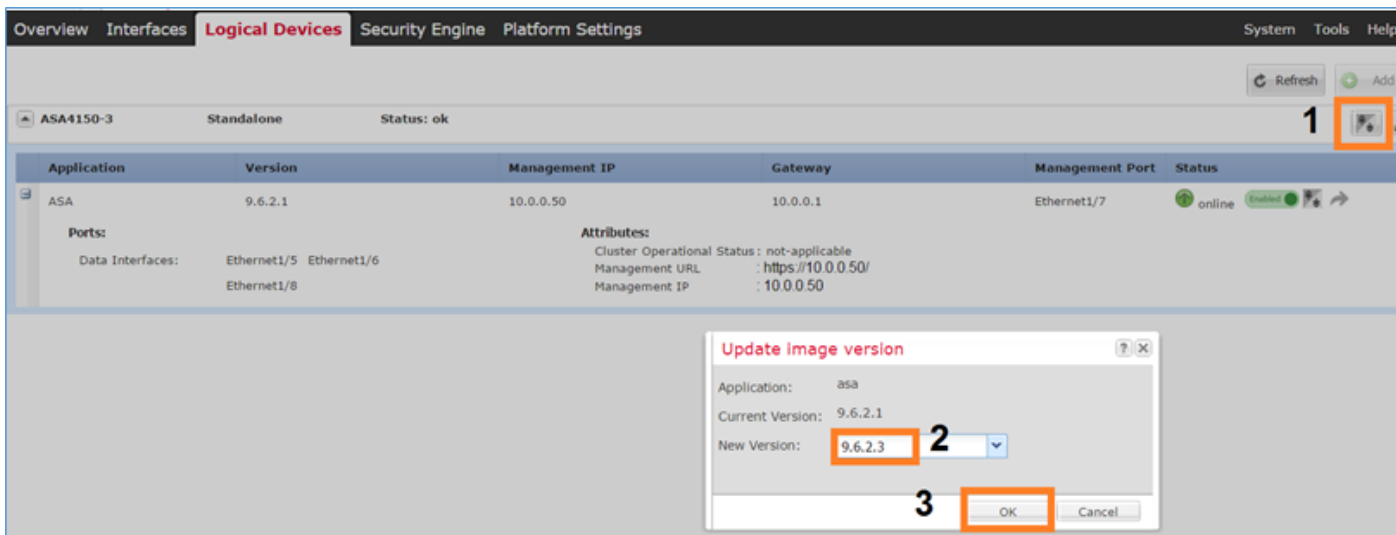 Overview Interfaces Logical Devices Security Engine Platform Settings System Tools Help
Refresh Add
ASA4150-3 Standalone Status: ok 1
Application Version Management IP Gateway Management Port Status
ASA 9.6.2.1 10.0.0.50 10.0.0.1 Ethernet1/7 online Enabled
Ports: Attributes:
Data Interfaces: Ethernet1/5 Ethernet1/6 Cluster Operational Status : not-applicable
Management URL : https://10.0.0.50/
Ethernet1/8 Management IP : 10.0.0.50
Update image version ? X
Application: asa
Current Version: 9.6.2.1
New Version: 9.6.2.3 2
3 OK Cancel